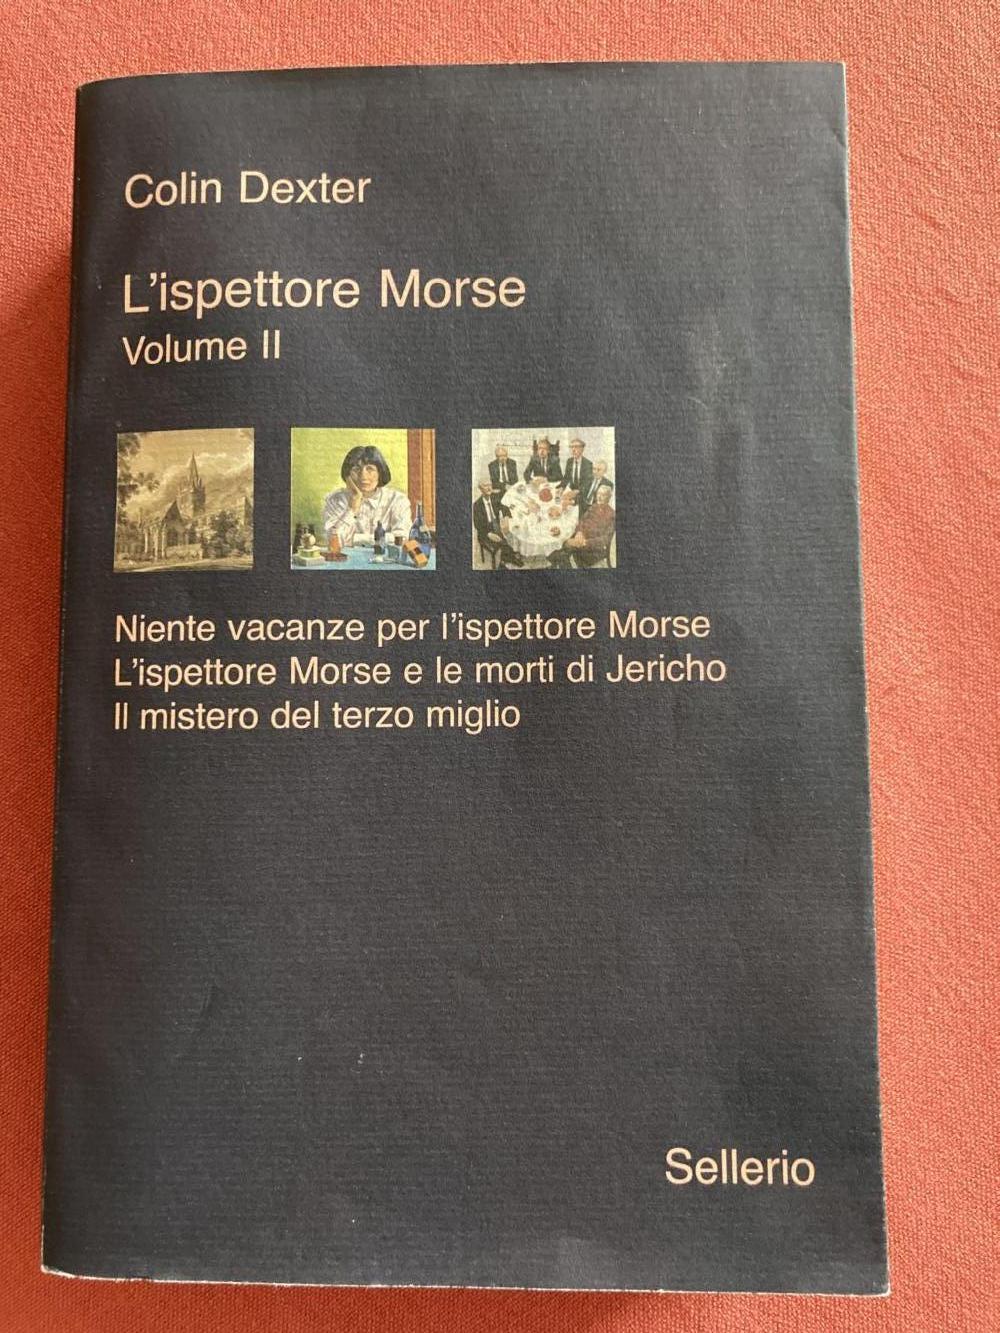 Colin Dexter
L'ispettore Morse
Volume II
Niente vacanze per l'ispettore Morse
L'ispettore Morse e le morti di Jericho
Il mistero del terzo miglio
Sellerio